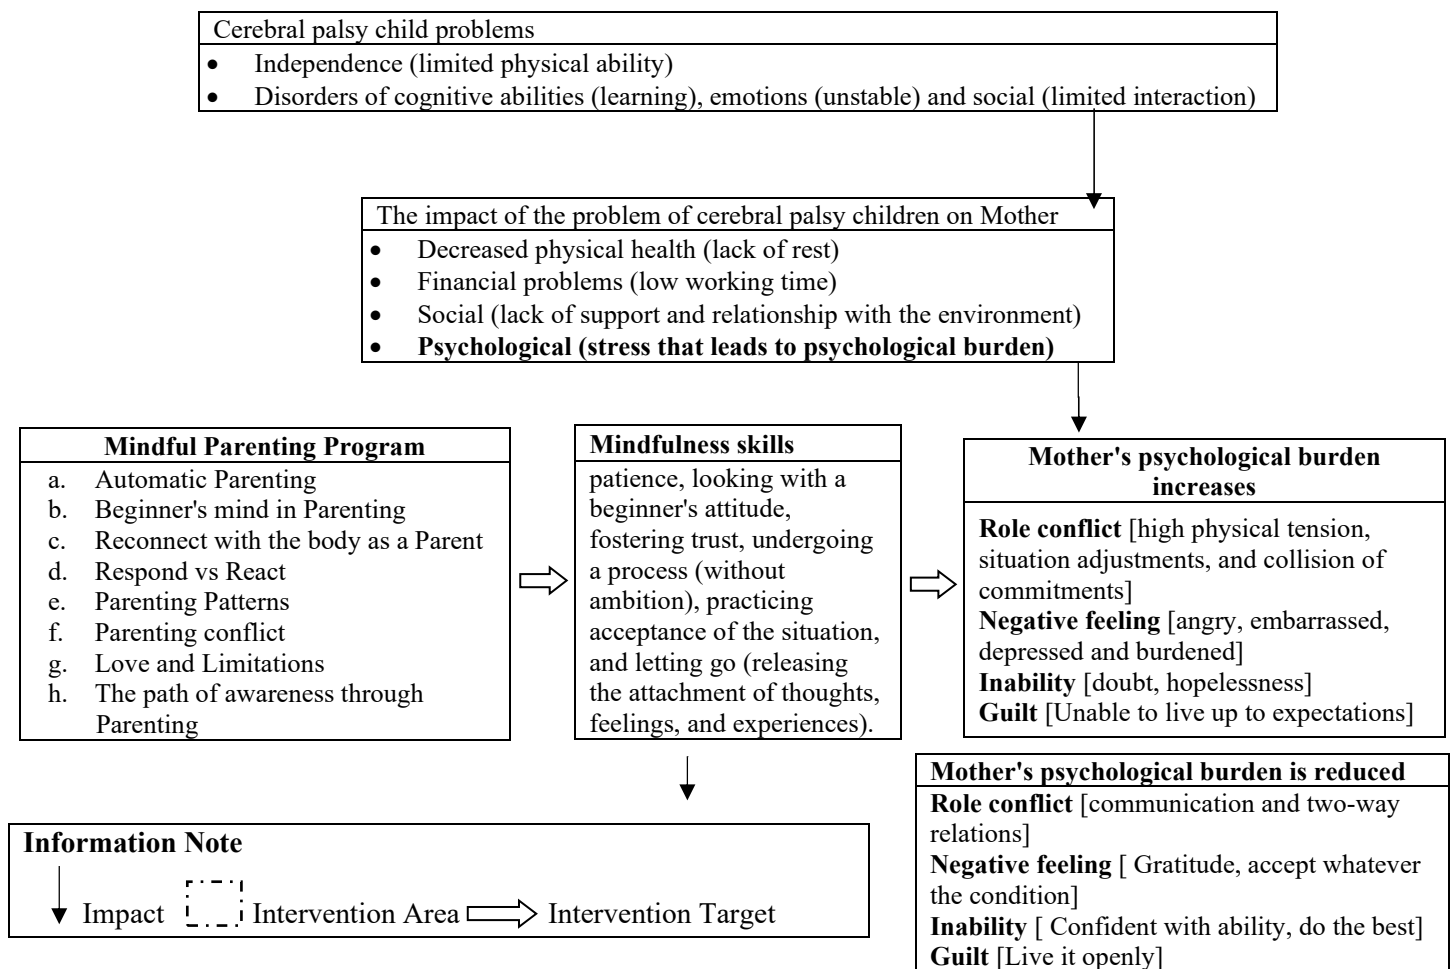 Cerebral palsy child problems
• Independence (limited physical ability)
• Disorders of cognitive abilities (learning), emotions (unstable) and social (limited interaction)
The impact of the problem of cerebral palsy children on Mother
• Decreased physical health (lack of rest)
• Financial problems (low working time)
• Social (lack of support and relationship with the environment)
• Psychological (stress that leads to psychological burden)
Mindful Parenting Program
a. Automatic Parenting
b. Beginner's mind in Parenting
c. Reconnect with the body as a Parent
d. Respond vs React
e. Parenting Patterns
f. Parenting conflict
g. Love and Limitations
h. The path of awareness through
Parenting
Mindfulness skills
patience, looking with a
beginner's attitude,
fostering trust, undergoing
a process (without
ambition), practicing
acceptance of the situation,
and letting go (releasing
the attachment of thoughts,
feelings, and experiences).
Mother's psychological burden
increases
Role conflict [high physical tension,
situation adjustments, and collision of
commitments]
Negative feeling [angry, embarrassed,
depressed and burdened]
Inability [doubt, hopelessness]
Guilt [Unable to live up to expectations]
Mother's psychological burden is reduced
Role conflict [communication and two-way
relations]
Negative feeling [ Gratitude, accept whatever
the condition]
Inability [ Confident with ability, do the best]
Guilt [Live it openly]
Information Note
Impact Intervention Area Intervention Target